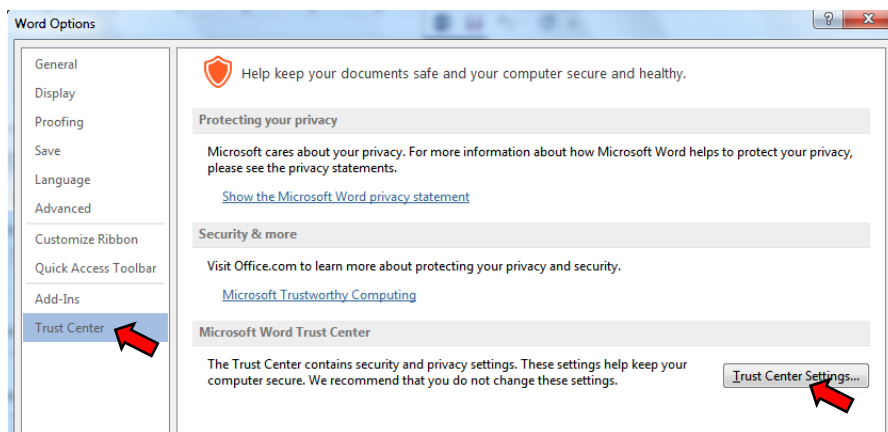 Word Options
?
X
General
Display
Proofing
Save
Language
Advanced
Customize Ribbon
Quick Access Toolbar
Add-Ins
Trust Center
Help keep your documents safe and your computer secure and healthy.
Protecting your privacy
Microsoft cares about your privacy. For more information about how Microsoft Word helps to protect your privacy,
please see the privacy statements.
Show the Microsoft Word privacy statement
Security & more
Visit Office.com to learn more about protecting your privacy and security.
Microsoft Trustworthy Computing
Microsoft Word Trust Center
The Trust Center contains security and privacy settings. These settings help keep your
computer secure. We recommend that you do not change these settings.
Trust Center Settings...